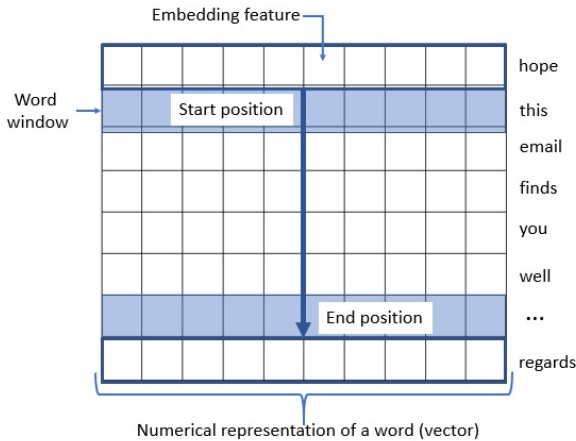 Embedding feature
hope
Word
window
Start position
this
email
finds
you
well
End position
...
regards
Numerical representation of a word (vector)